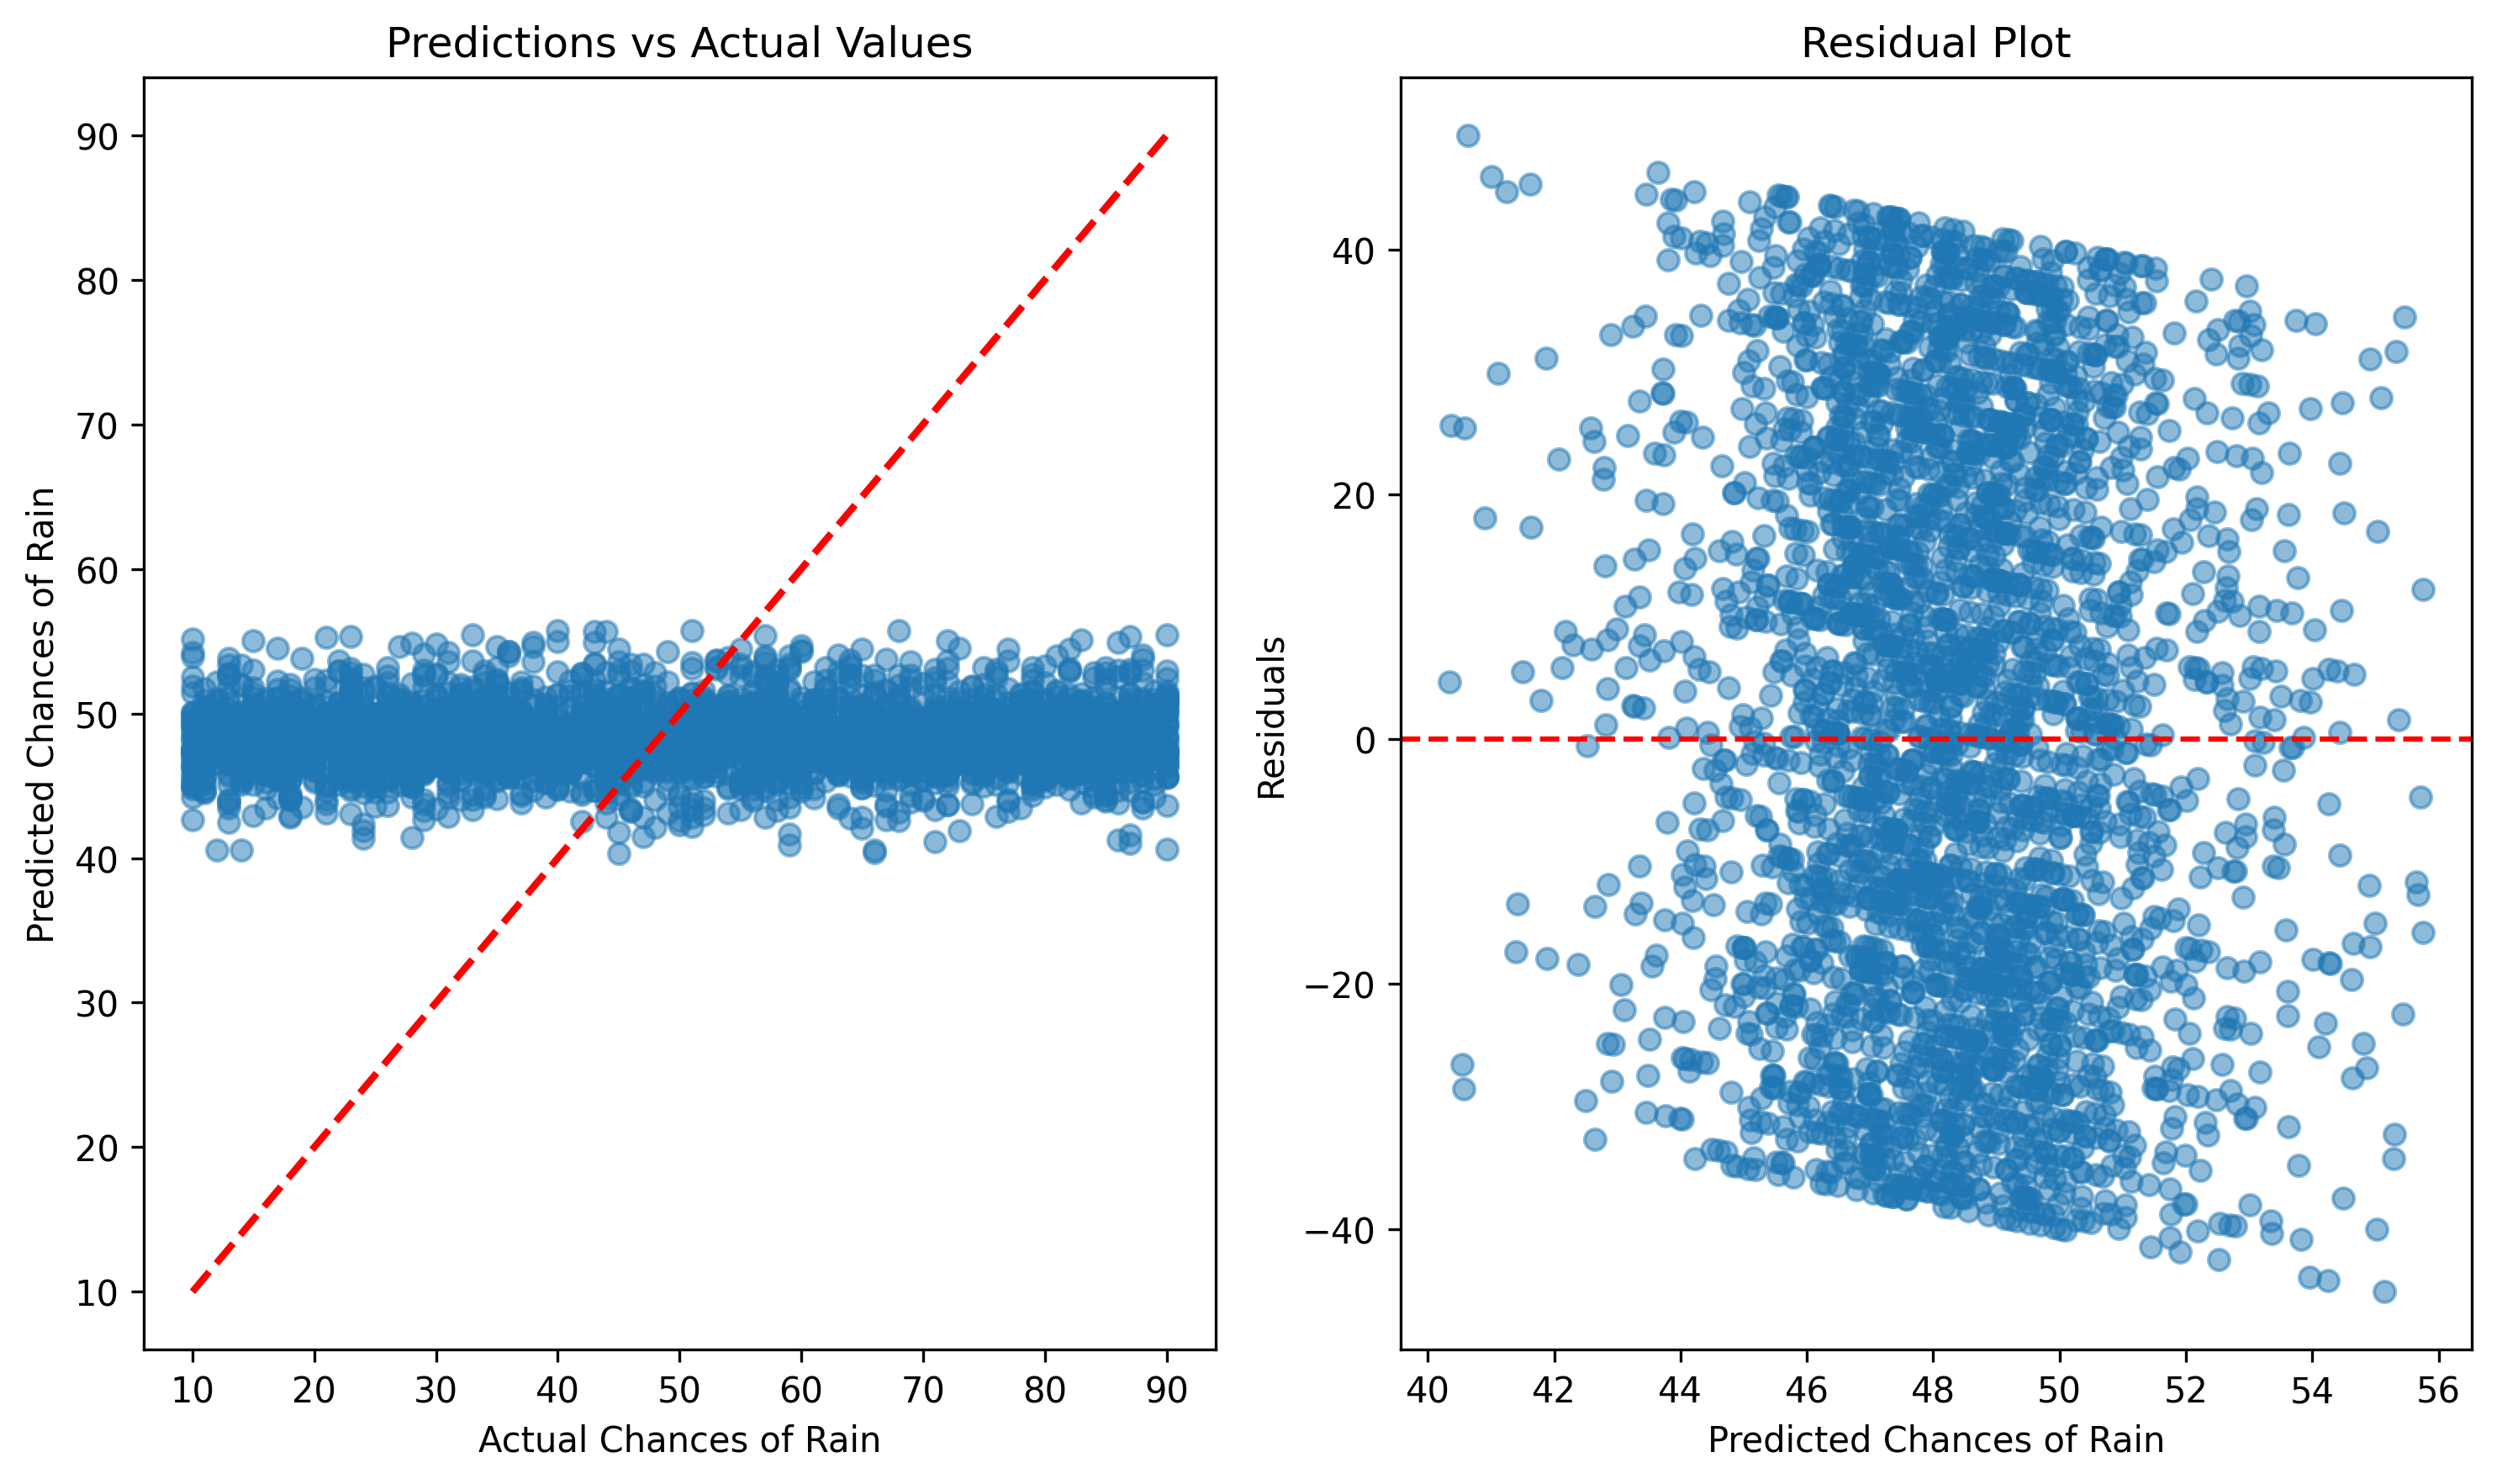 Predictions vs Actual Values
90
80
70
60
50
40
30
20
10
Predicted Chances of Rain
10 20 30 40 50 60 70 80 90
Actual Chances of Rain
Residual Plot
40
20
0
−20
−40
Residuals
40 42 44 46 48 50 52 54 56
Predicted Chances of Rain